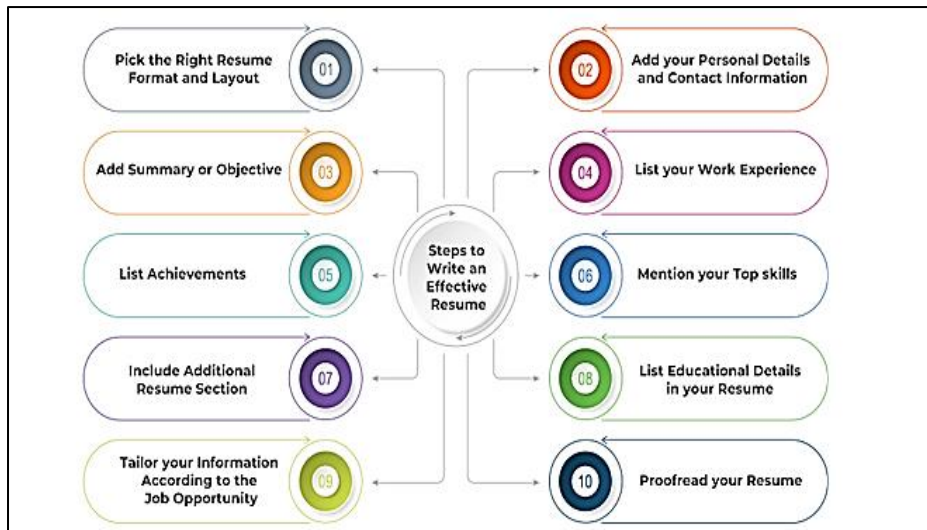 Pick the Right Resume
Format and Layout
01
02
Add your Personal Details
and Contact Information
Add Summary or Objective
03
04
List your Work Experience
Steps to
Write an
Effective
Resume
List Achievements
05
06
Mention your Top skills
Include Additional
Resume Section
07
08
List Educational Details
in your Resume
Tailor your Information
According to the
Job Opportunity
09
10
Proofread your Resume